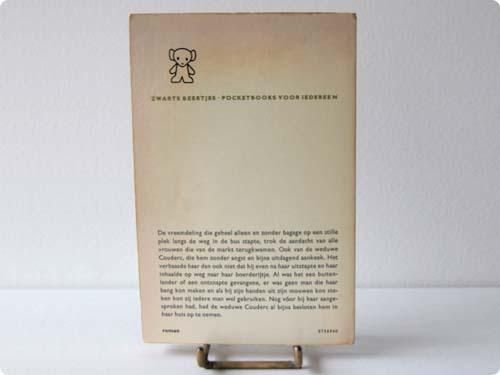 ZWARTE BEERTJES · POCKETBOOKS VOOR IEDEREEN
De vreemdeling die geheel alleen en zonder bagage op een stille
plek langs de weg in de bus stapte, trok de aandacht van alle
vrouwen die van de markt terugkwamen. Ook van de weduwe
Couderc, die hem zonder angst en bijna uitdagend aankeek. Het
verbaasde haar dan ook niet dat hij even na haar uitstapte en haar
inhaalde op weg naar haar boerderijtje. Al was het een buiten-
lander of een ontsnapte gevangene, er was geen man die haar
bang kon maken en als hij zijn handen uit zijn mouwen kon ste-
ken kon zij iedere man wel gebruiken. Nog vóór hij haar aange-
sproken had, had de weduwe Couderc al bijna besloten hem in
haar huis op te nemen.
roman